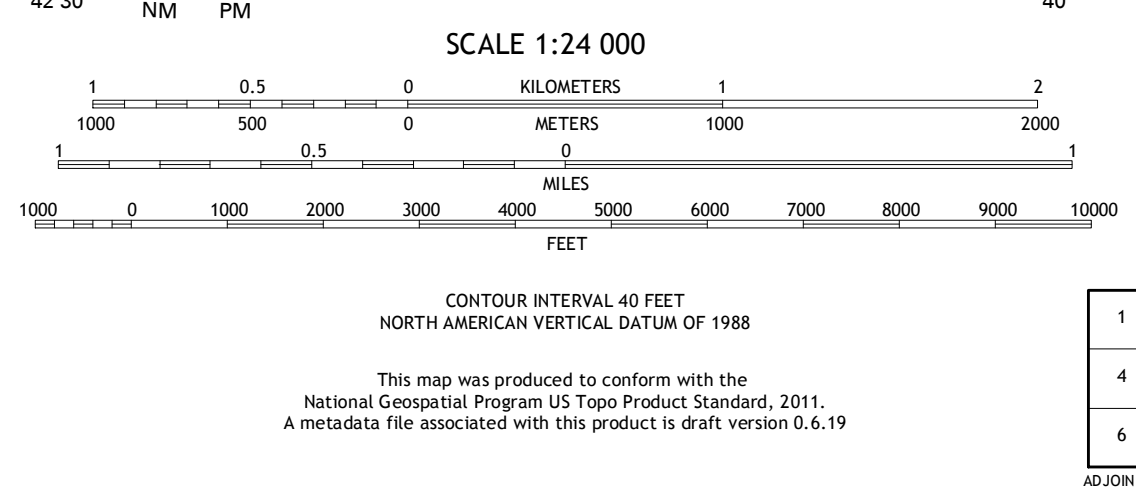 42'30"
NM PM
40
SCALE 1:24 000
1 0.5 0 KILOMETERS 1 2
1000 500 0 METERS 1000 2000
1 0.5 0 1
MILES
1000 0 1000 2000 3000 4000 5000 6000 7000 8000 9000 10000
FEET
CONTOUR INTERVAL 40 FEET
NORTH AMERICAN VERTICAL DATUM OF 1988
This map was produced to conform with the
National Geospatial Program US Topo Product Standard, 2011.
A metadata file associated with this product is draft version 0.6.19
1
4
6
ADJOIN